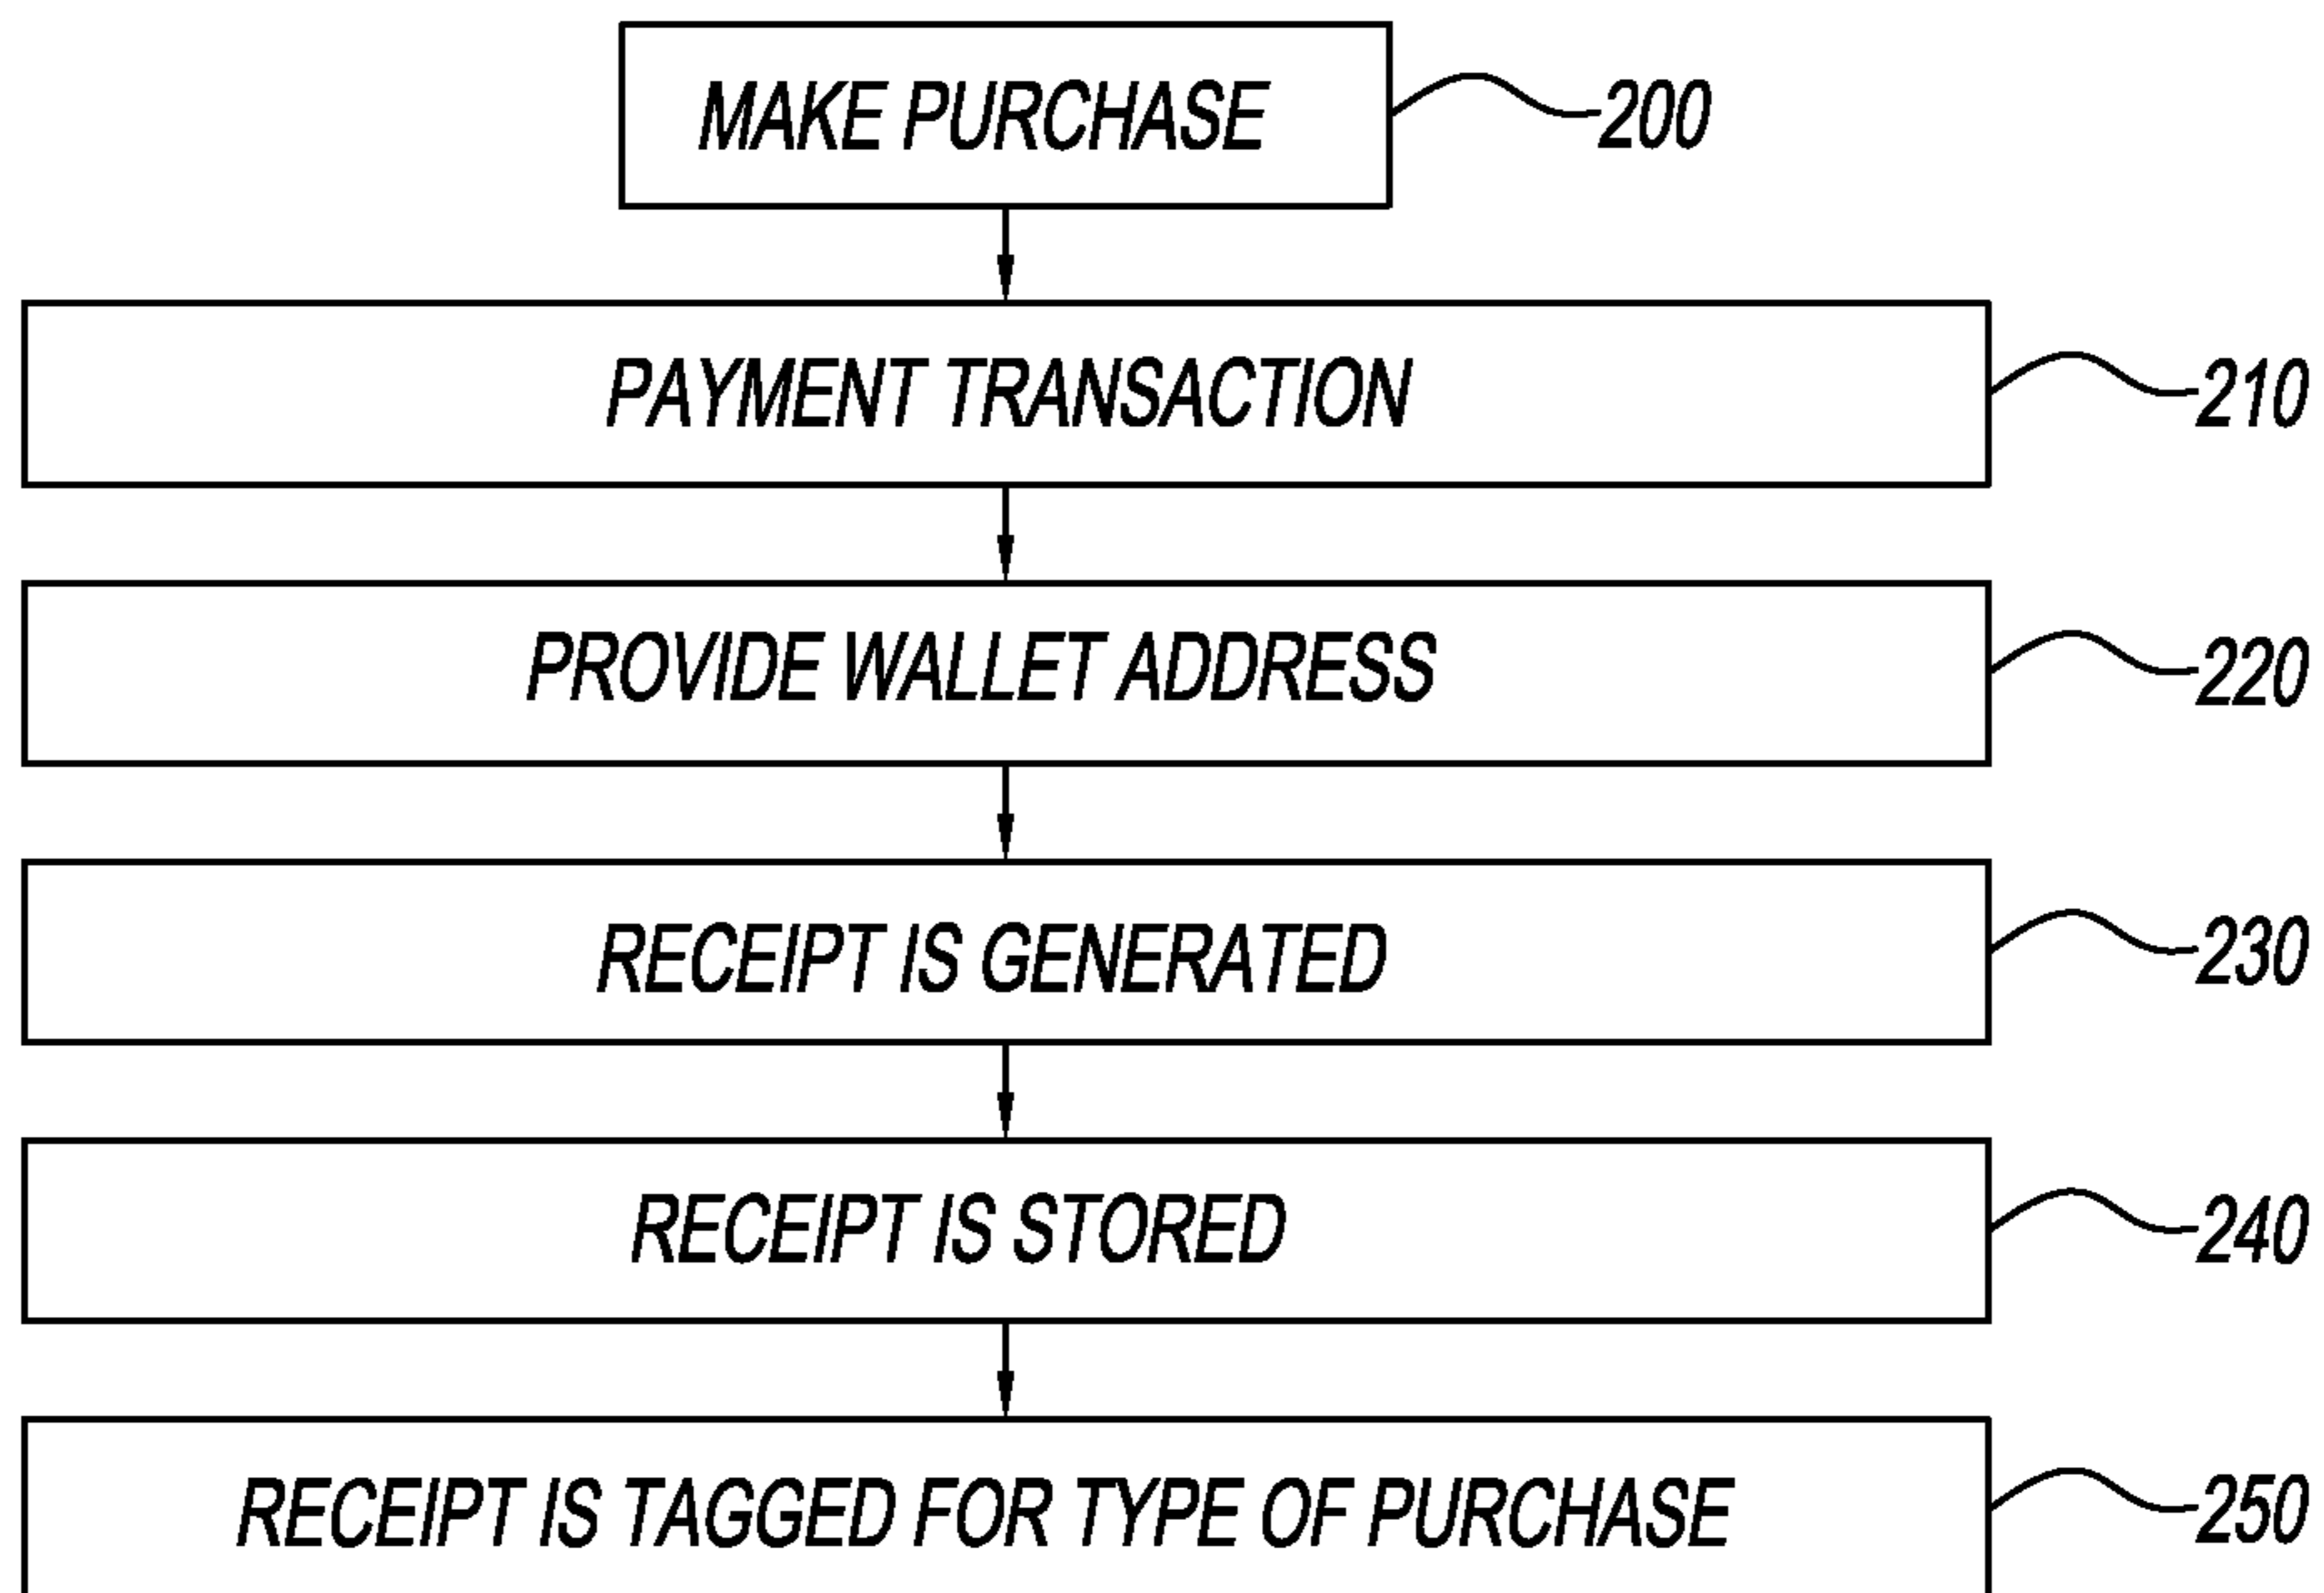 MAKE PURCHASE 200
PAYMENT TRANSACTION 210
PROVIDE WALLET ADDRESS 220
RECEIPT IS GENERATED 230
RECEIPT IS STORED 240
RECEIPT IS TAGGED FOR TYPE OF PURCHASE 250